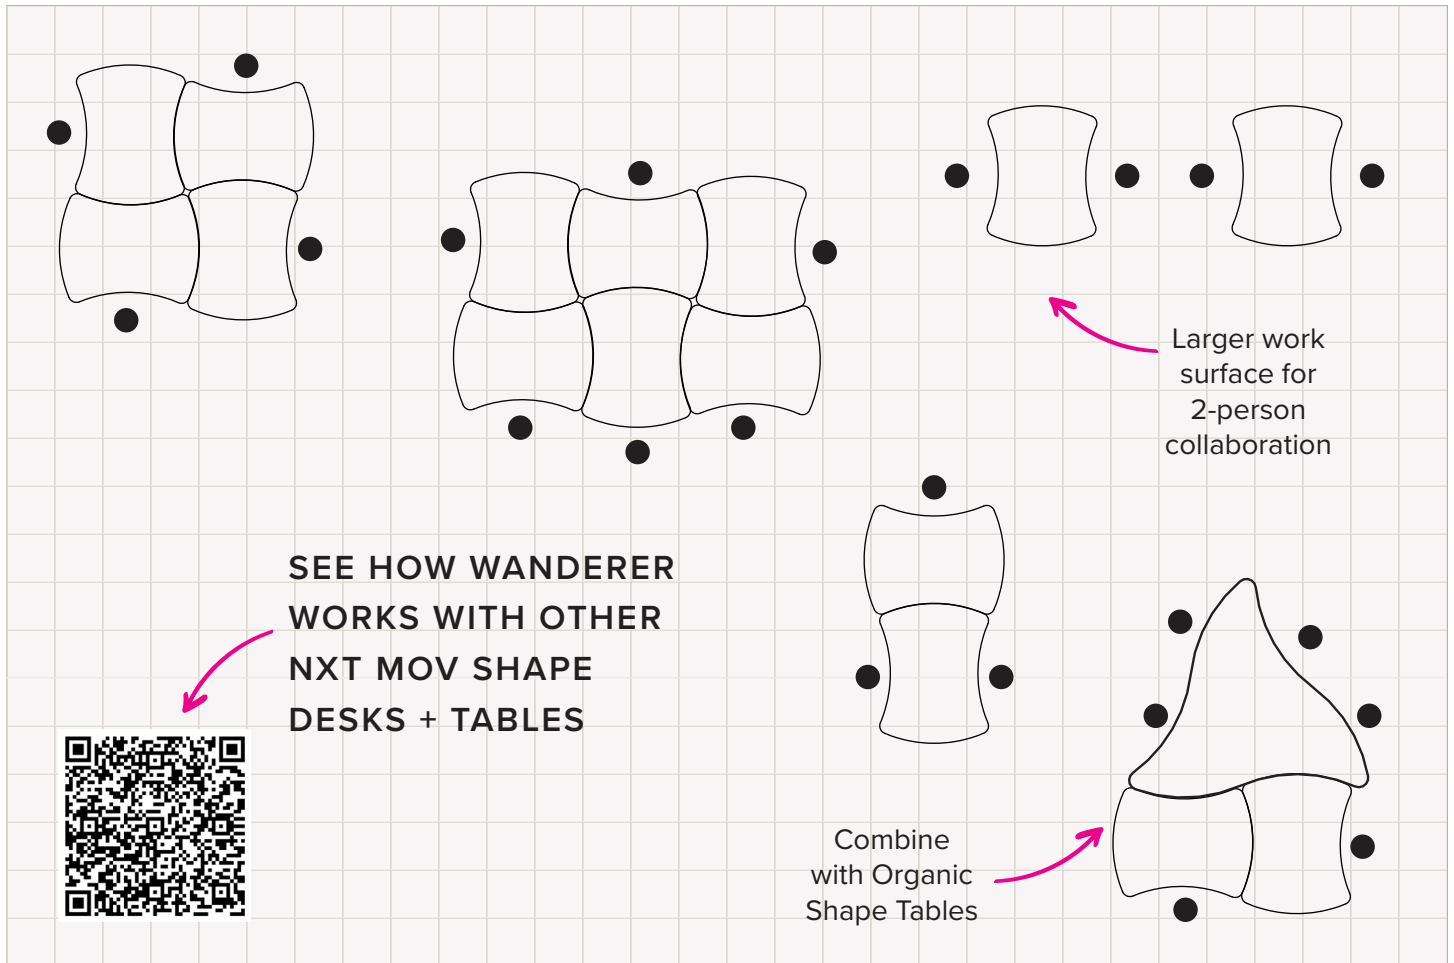 Larger work
surface for
2-person
collaboration
SEE HOW WANDERER
WORKS WITH OTHER
NXT MOV SHAPE
DESKS + TABLES
Combine
with Organic
Shape Tables